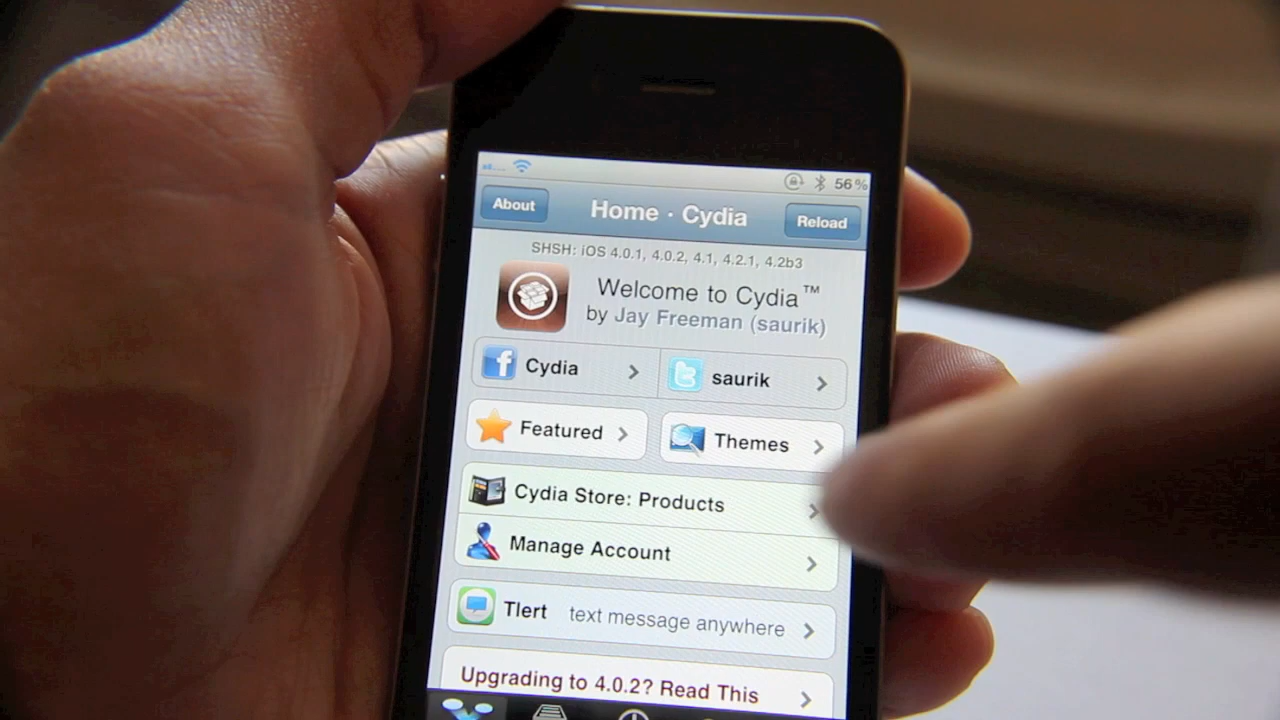 56%
About
Home · Cydia
Reload
SHSH: iOS 4.0.1, 4.0.2, 4.1, 4.2.1, 4.2b3
Welcome to Cydia™
by Jay Freeman (saurik)
Cydia
saurik
Featured
Themes
Cydia Store: Products
Manage Account
Tlert text message anywhere
Upgrading to 4.0.2? Read This